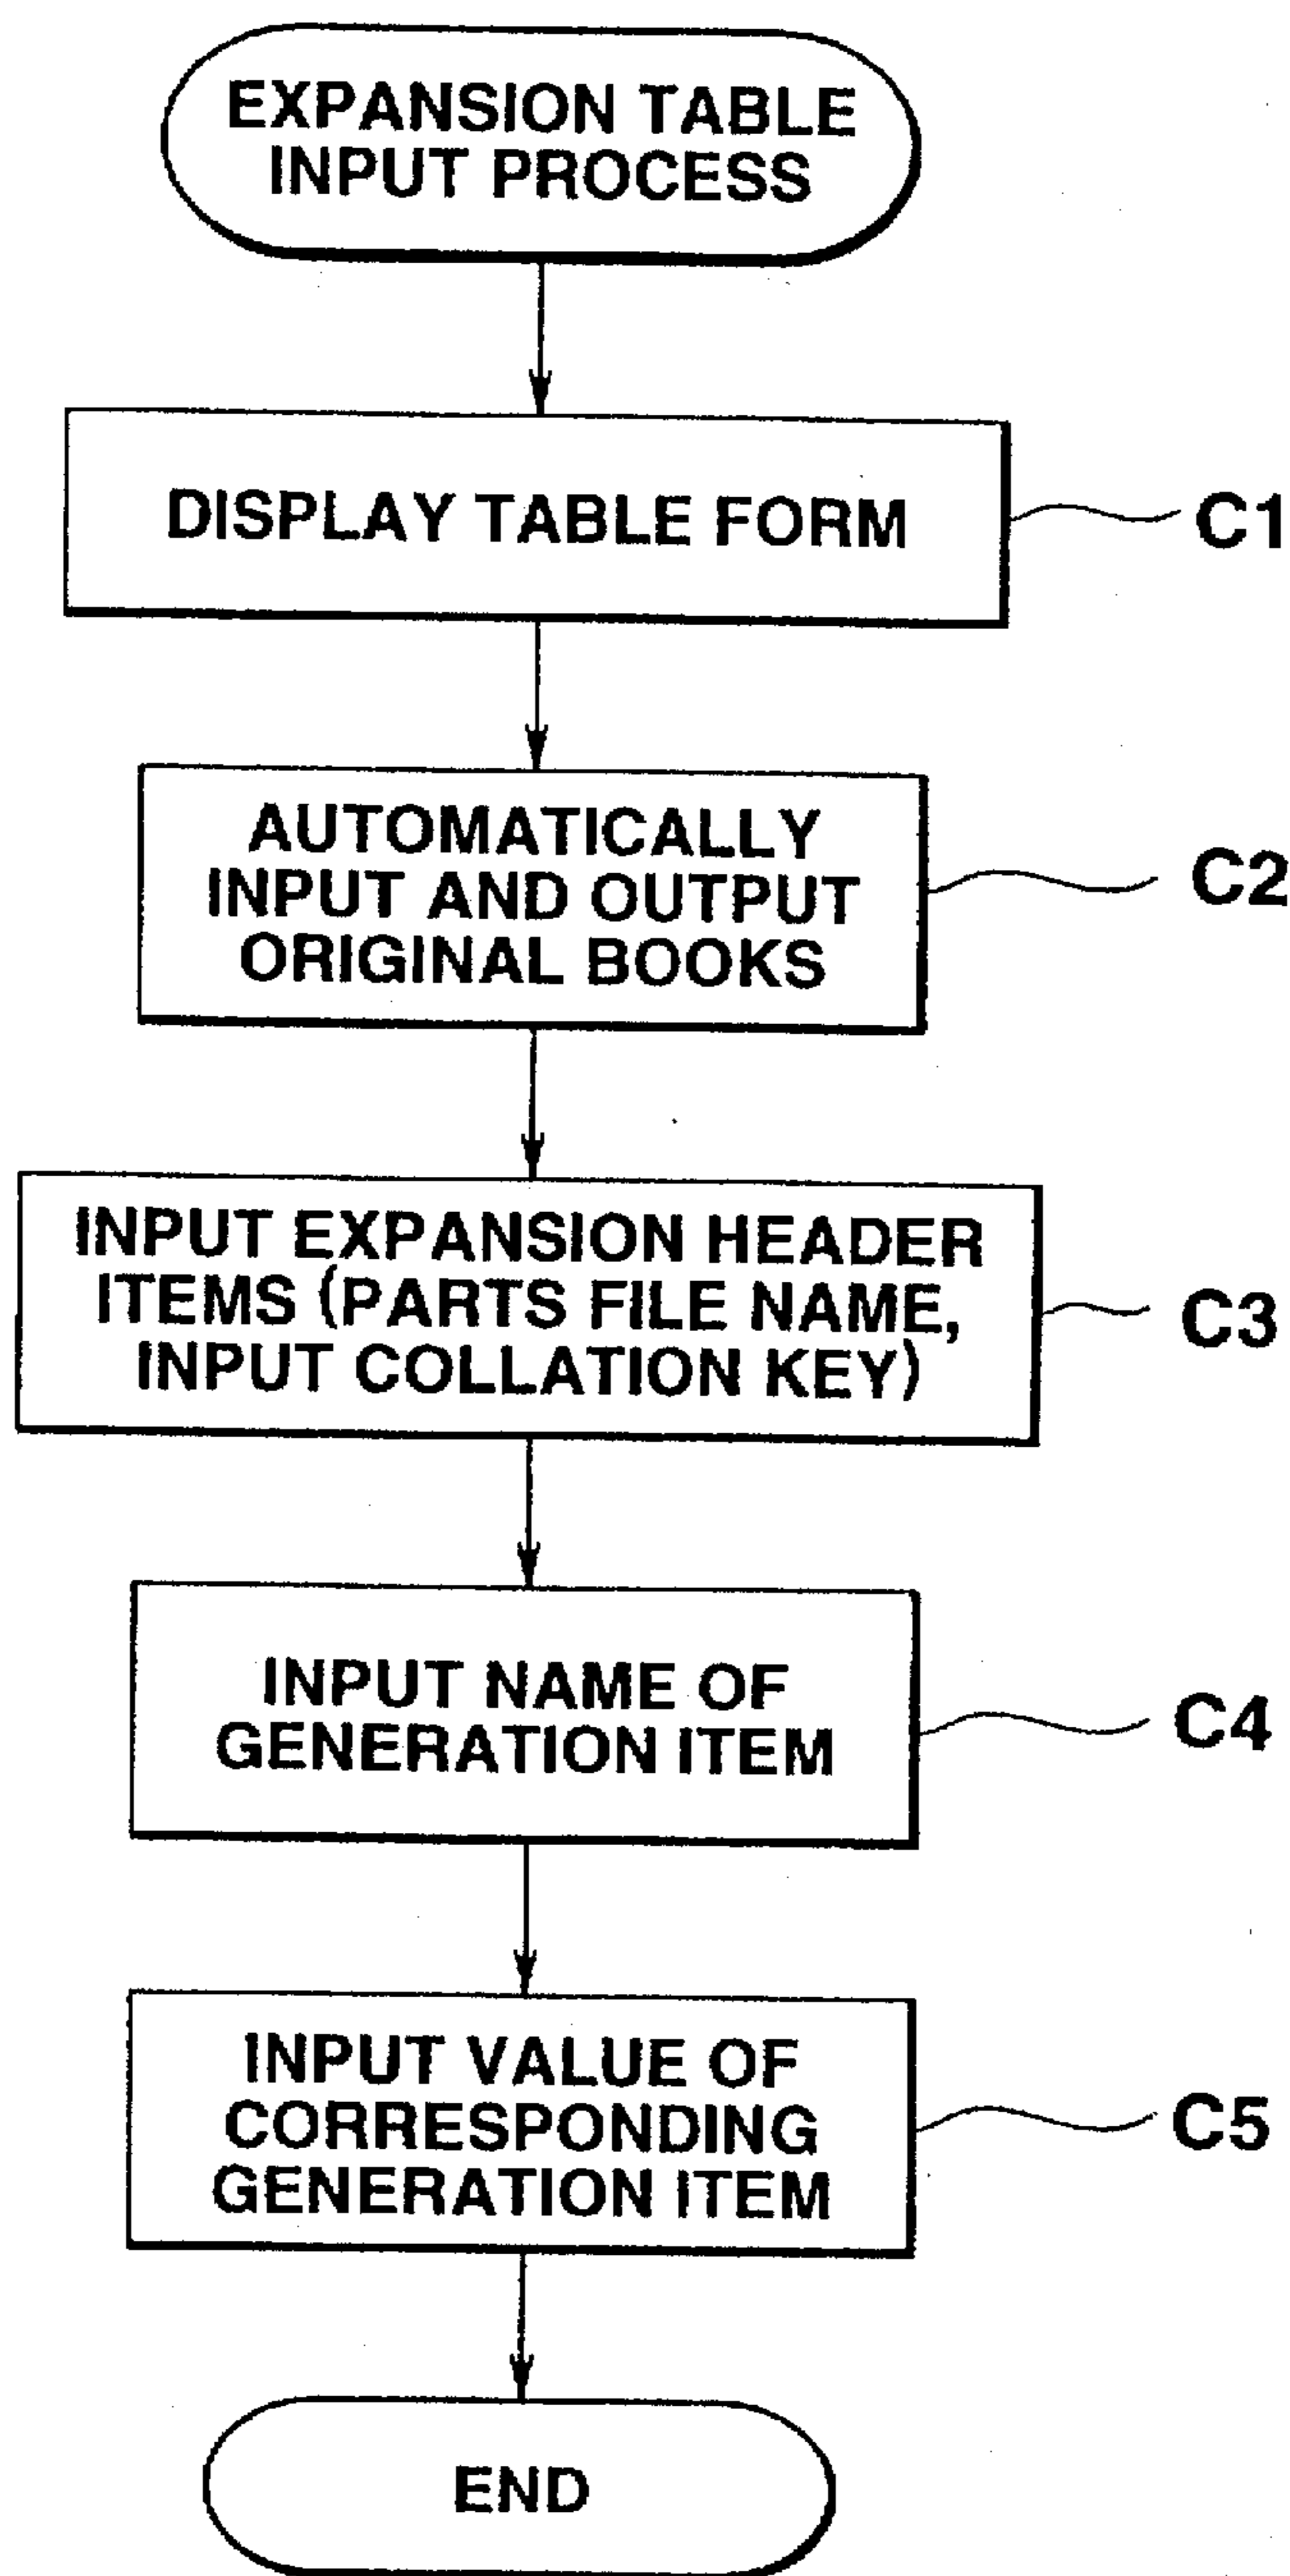 EXPANSION TABLE
INPUT PROCESS
DISPLAY TABLE FORM
C1
AUTOMATICALLY
INPUT AND OUTPUT
ORIGINAL BOOKS
C2
INPUT EXPANSION HEADER
ITEMS (PARTS FILE NAME,
INPUT COLLATION KEY)
C3
INPUT NAME OF
GENERATION ITEM
C4
INPUT VALUE OF
CORRESPONDING
GENERATION ITEM
C5
END